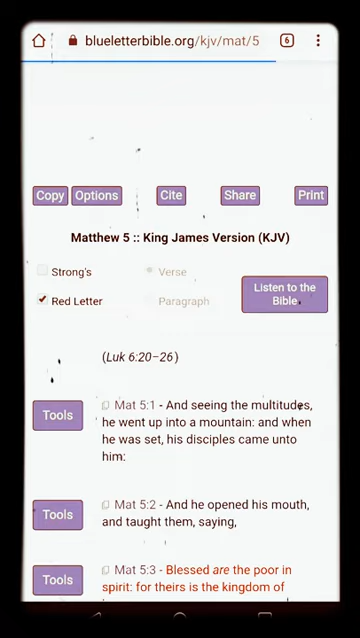 blueletterbible.org/kjv/mat/5
6
Copy Options Cite Share Print
Matthew 5 :: King James Version (KJV)
Strong's
Verse
Red Letter
Paragraph
Listen to the
Bible
(Luk 6:20–26)
Tools
Mat 5:1 - And seeing the multitudes,
he went up into a mountain: and when
he was set, his disciples came unto
him:
Tools
Mat 5:2 - And he opened his mouth,
and taught them, saying,
Tools
Mat 5:3 - Blessed are the poor in
spirit: for theirs is the kingdom of